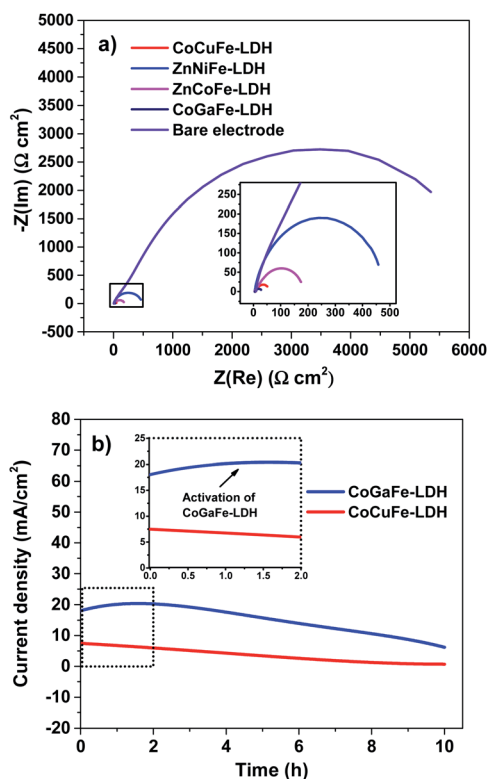 a)
CoCuFe-LDH
ZnNiFe-LDH
ZnCoFe-LDH
CoGaFe-LDH
Bare electrode
-Z(Im) (Ω cm²)
5000
4500
4000
3500
3000
2500
2000
1500
1000
500
0
-500
250
200
150
100
50
0
0 100 200 300 400 500
0 1000 2000 3000 4000 5000 6000
Z(Re) (Ω cm²)
b)
CoGaFe-LDH
CoCuFe-LDH
Current density (mA/cm²)
80
70
60
50
40
30
20
10
0
-10
-20
25
20
15
10
5
0
Activation of
CoGaFe-LDH
0.0 0.5 1.0 1.5 2.0
0 2 4 6 8 10
Time (h)